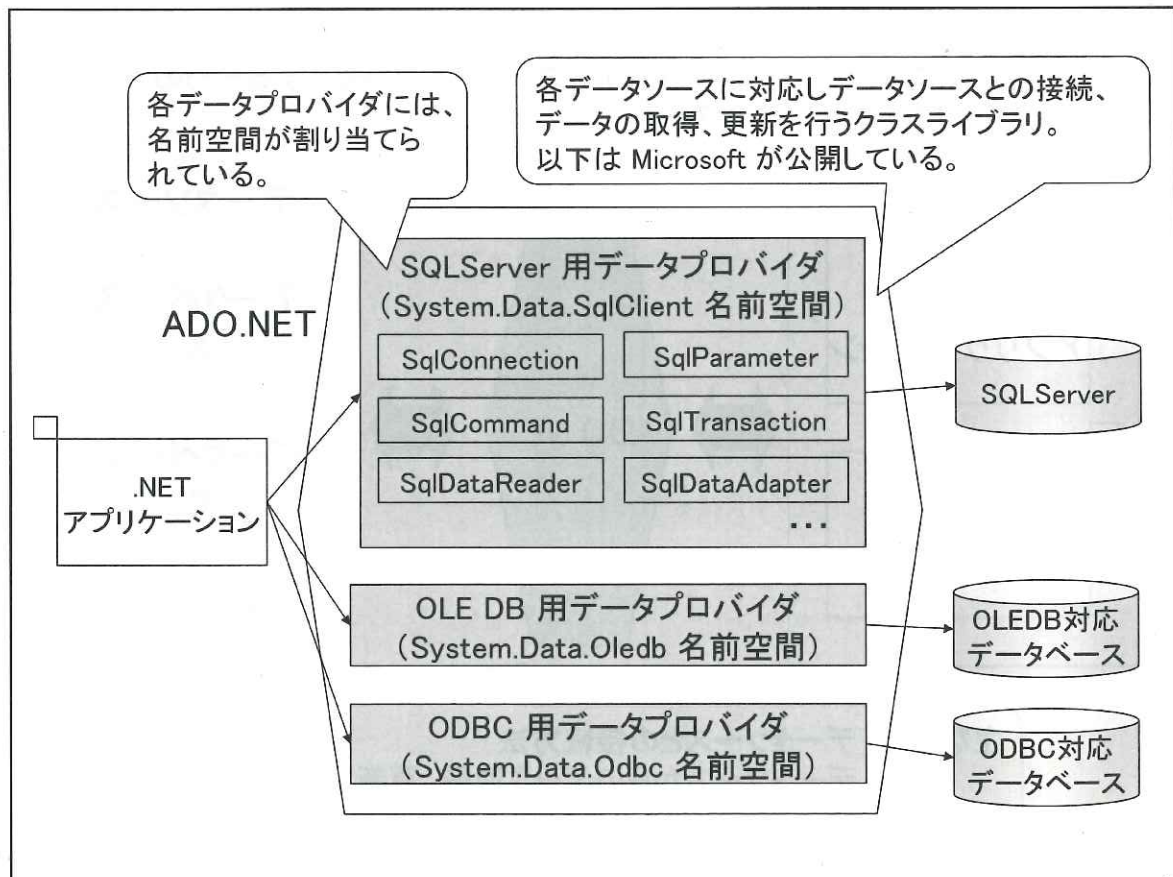 各データプロバイダには、
名前空間が割り当てら
れている。
各データソースに対応しデータソースとの接続、
データの取得、更新を行うクラスライブラリ。
以下は Microsoft が公開している。
ADO.NET
SQLServer 用データプロバイダ
（System.Data.SqlClient 名前空間）
SqlConnection
SqlParameter
SqlCommand
SqlTransaction
SqlDataReader
SqlDataAdapter
...
SQLServer
.NET
アプリケーション
OLE DB 用データプロバイダ
（System.Data.Oledb 名前空間）
OLEDB対応
データベース
ODBC 用データプロバイダ
（System.Data.Odbc 名前空間）
ODBC対応
データベース